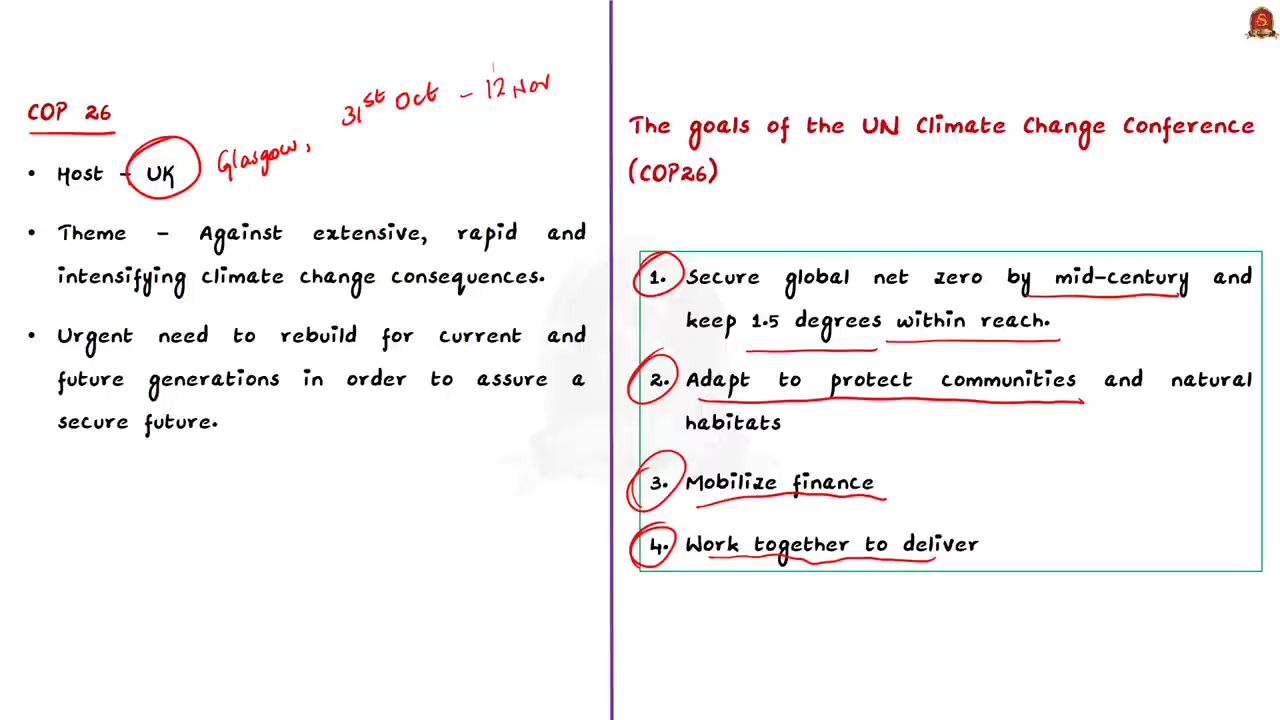 COP 26
31st Oct - 12 Nov
• Host - UK Glasgow,
• Theme - Against extensive, rapid and
intensifying climate change consequences.
• Urgent need to rebuild for current and
future generations in order to assure a
secure future.
The goals of the UN Climate Change Conference
(COP26)
1. Secure global net zero by mid-century and
keep 1.5 degrees within reach.
2. Adapt to protect communities and natural
habitats
3. Mobilize finance
4. Work together to deliver